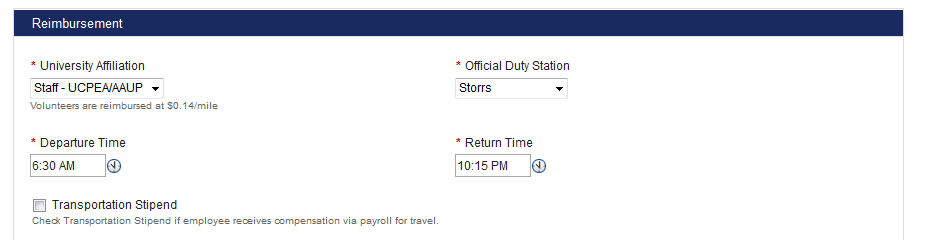 Reimbursement
* University Affiliation
* Official Duty Station
Staff - UCPEA/AAUP
Storrs
Volunteers are reimbursed at $0.14/mile
* Departure Time
* Return Time
6:30 AM
10:15 PM
Transportation Stipend
Check Transportation Stipend if employee receives compensation via payroll for travel.